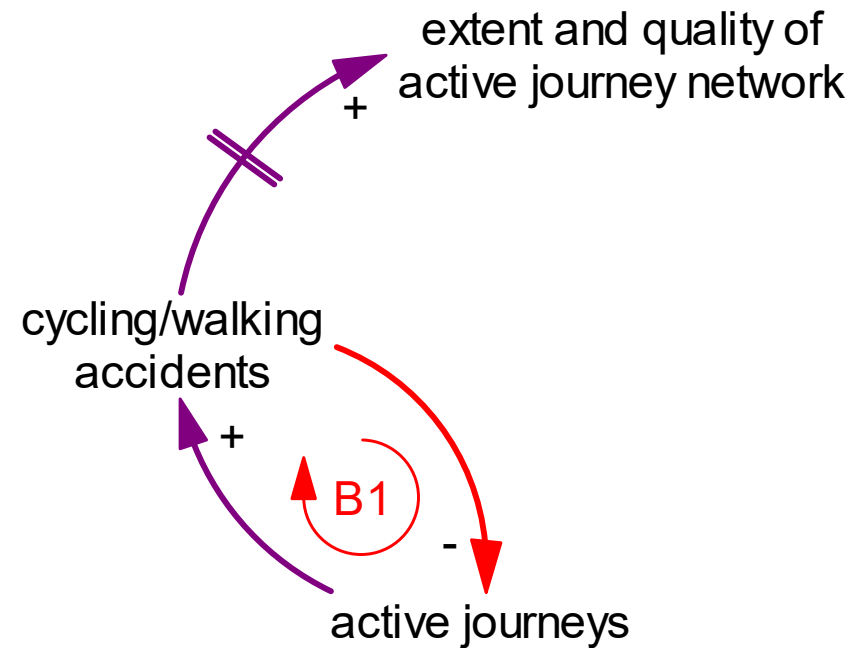 extent and quality of
active journey network
+
cycling/walking
accidents
+
B1
-
active journeys